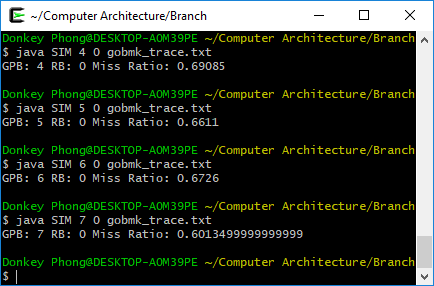 ~/Computer Architecture/Branch
Donkey Phong@DESKTOP-AOM39PE ~/Computer Architecture/Branch
$ java SIM 4 0 gobmk_trace.txt
GPB: 4 RB: 0 Miss Ratio: 0.69085
Donkey Phong@DESKTOP-AOM39PE ~/Computer Architecture/Branch
$ java SIM 5 0 gobmk_trace.txt
GPB: 5 RB: 0 Miss Ratio: 0.6611
Donkey Phong@DESKTOP-AOM39PE ~/Computer Architecture/Branch
$ java SIM 6 0 gobmk_trace.txt
GPB: 6 RB: 0 Miss Ratio: 0.6726
Donkey Phong@DESKTOP-AOM39PE ~/Computer Architecture/Branch
$ java SIM 7 0 gobmk_trace.txt
GPB: 7 RB: 0 Miss Ratio: 0.6013499999999999
Donkey Phong@DESKTOP-AOM39PE ~/Computer Architecture/Branch
$